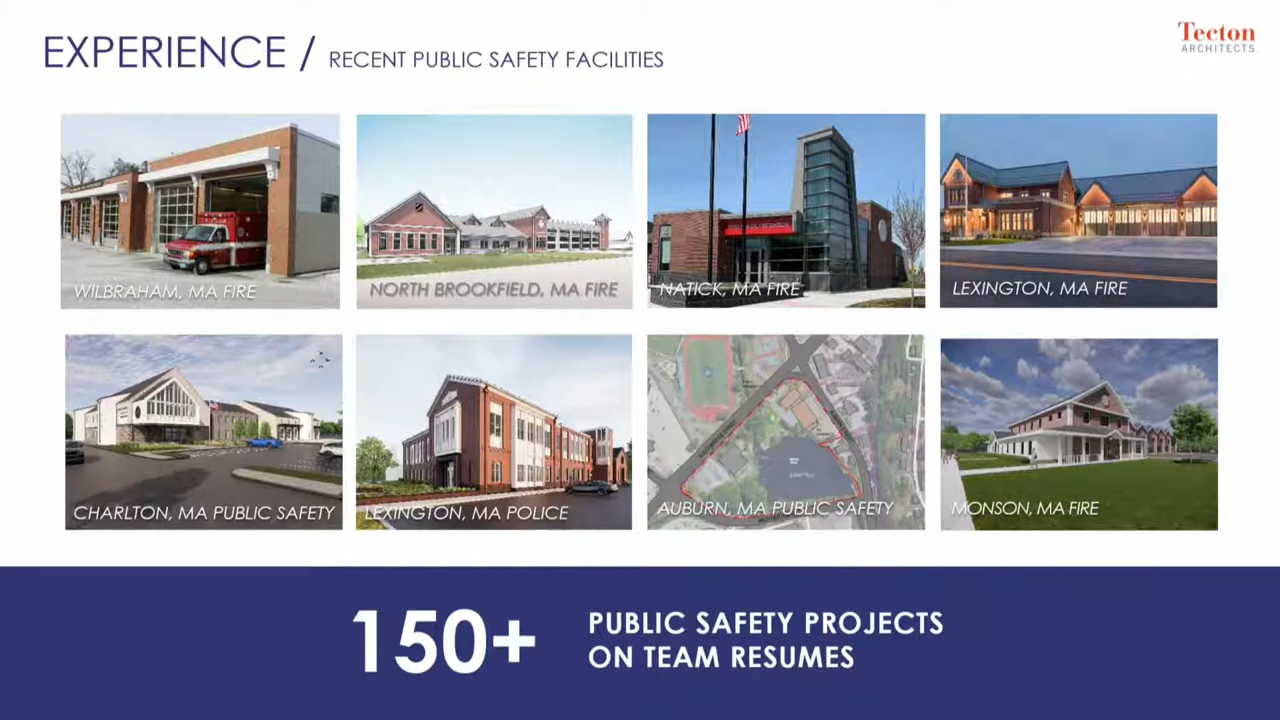 EXPERIENCE / RECENT PUBLIC SAFETY FACILITIES
Tecton
ARCHITECTS
WILBRAHAM, MA FIRE
NORTH BROOKFIELD, MA FIRE
NATICK, MA FIRE
LEXINGTON, MA FIRE
CHARLTON, MA PUBLIC SAFETY
LEXINGTON, MA POLICE
AUBURN, MA PUBLIC SAFETY
MONSON, MA FIRE
150+
PUBLIC SAFETY PROJECTS
ON TEAM RESUMES